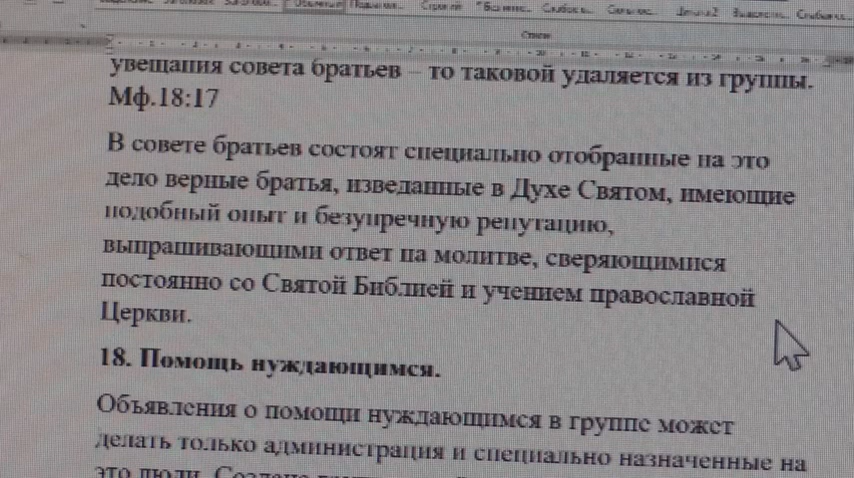 увещания совета братьев – то таковой удаляется из группы.
Мф.18:17
В совете братьев состоят специально отобранные на это
дело верные братья, изведанные в Духе Святом, имеющие
подобный опыт и безупречную репутацию,
выпрашивающими ответ на молитве, сверяющимися
постоянно со Святой Библией и учением православной
Церкви.
18. Помощь нуждающимся.
Объявления о помощи нуждающимся в группе может
делать только администрация и специально назначенные на
это люди.